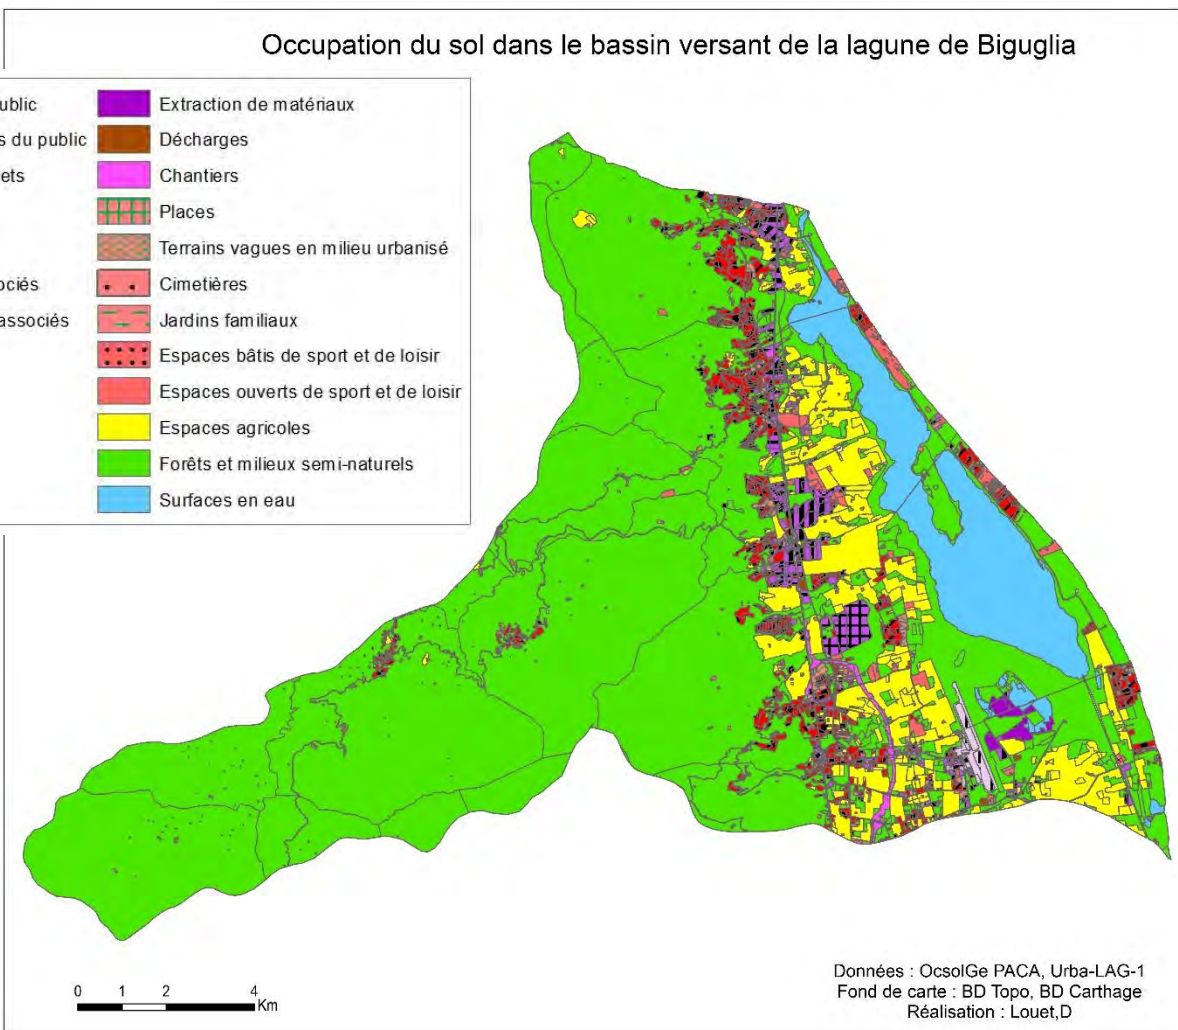 Occupation du sol dans le bassin versant de la lagune de Biguglia
Extraction de matériaux
s du public
Décharges
Chantiers
Places
Terrains vagues en milieu urbanisé
Cimetières
associés
Jardins familiaux
Espaces bâtis de sport et de loisir
Espaces ouverts de sport et de loisir
Espaces agricoles
Forêts et milieux semi-naturels
Surfaces en eau
0 1 2 4
Km
Données : OcsolGe PACA, Urba-LAG-1
Fond de carte : BD Topo, BD Carthage
Réalisation : Louet,D